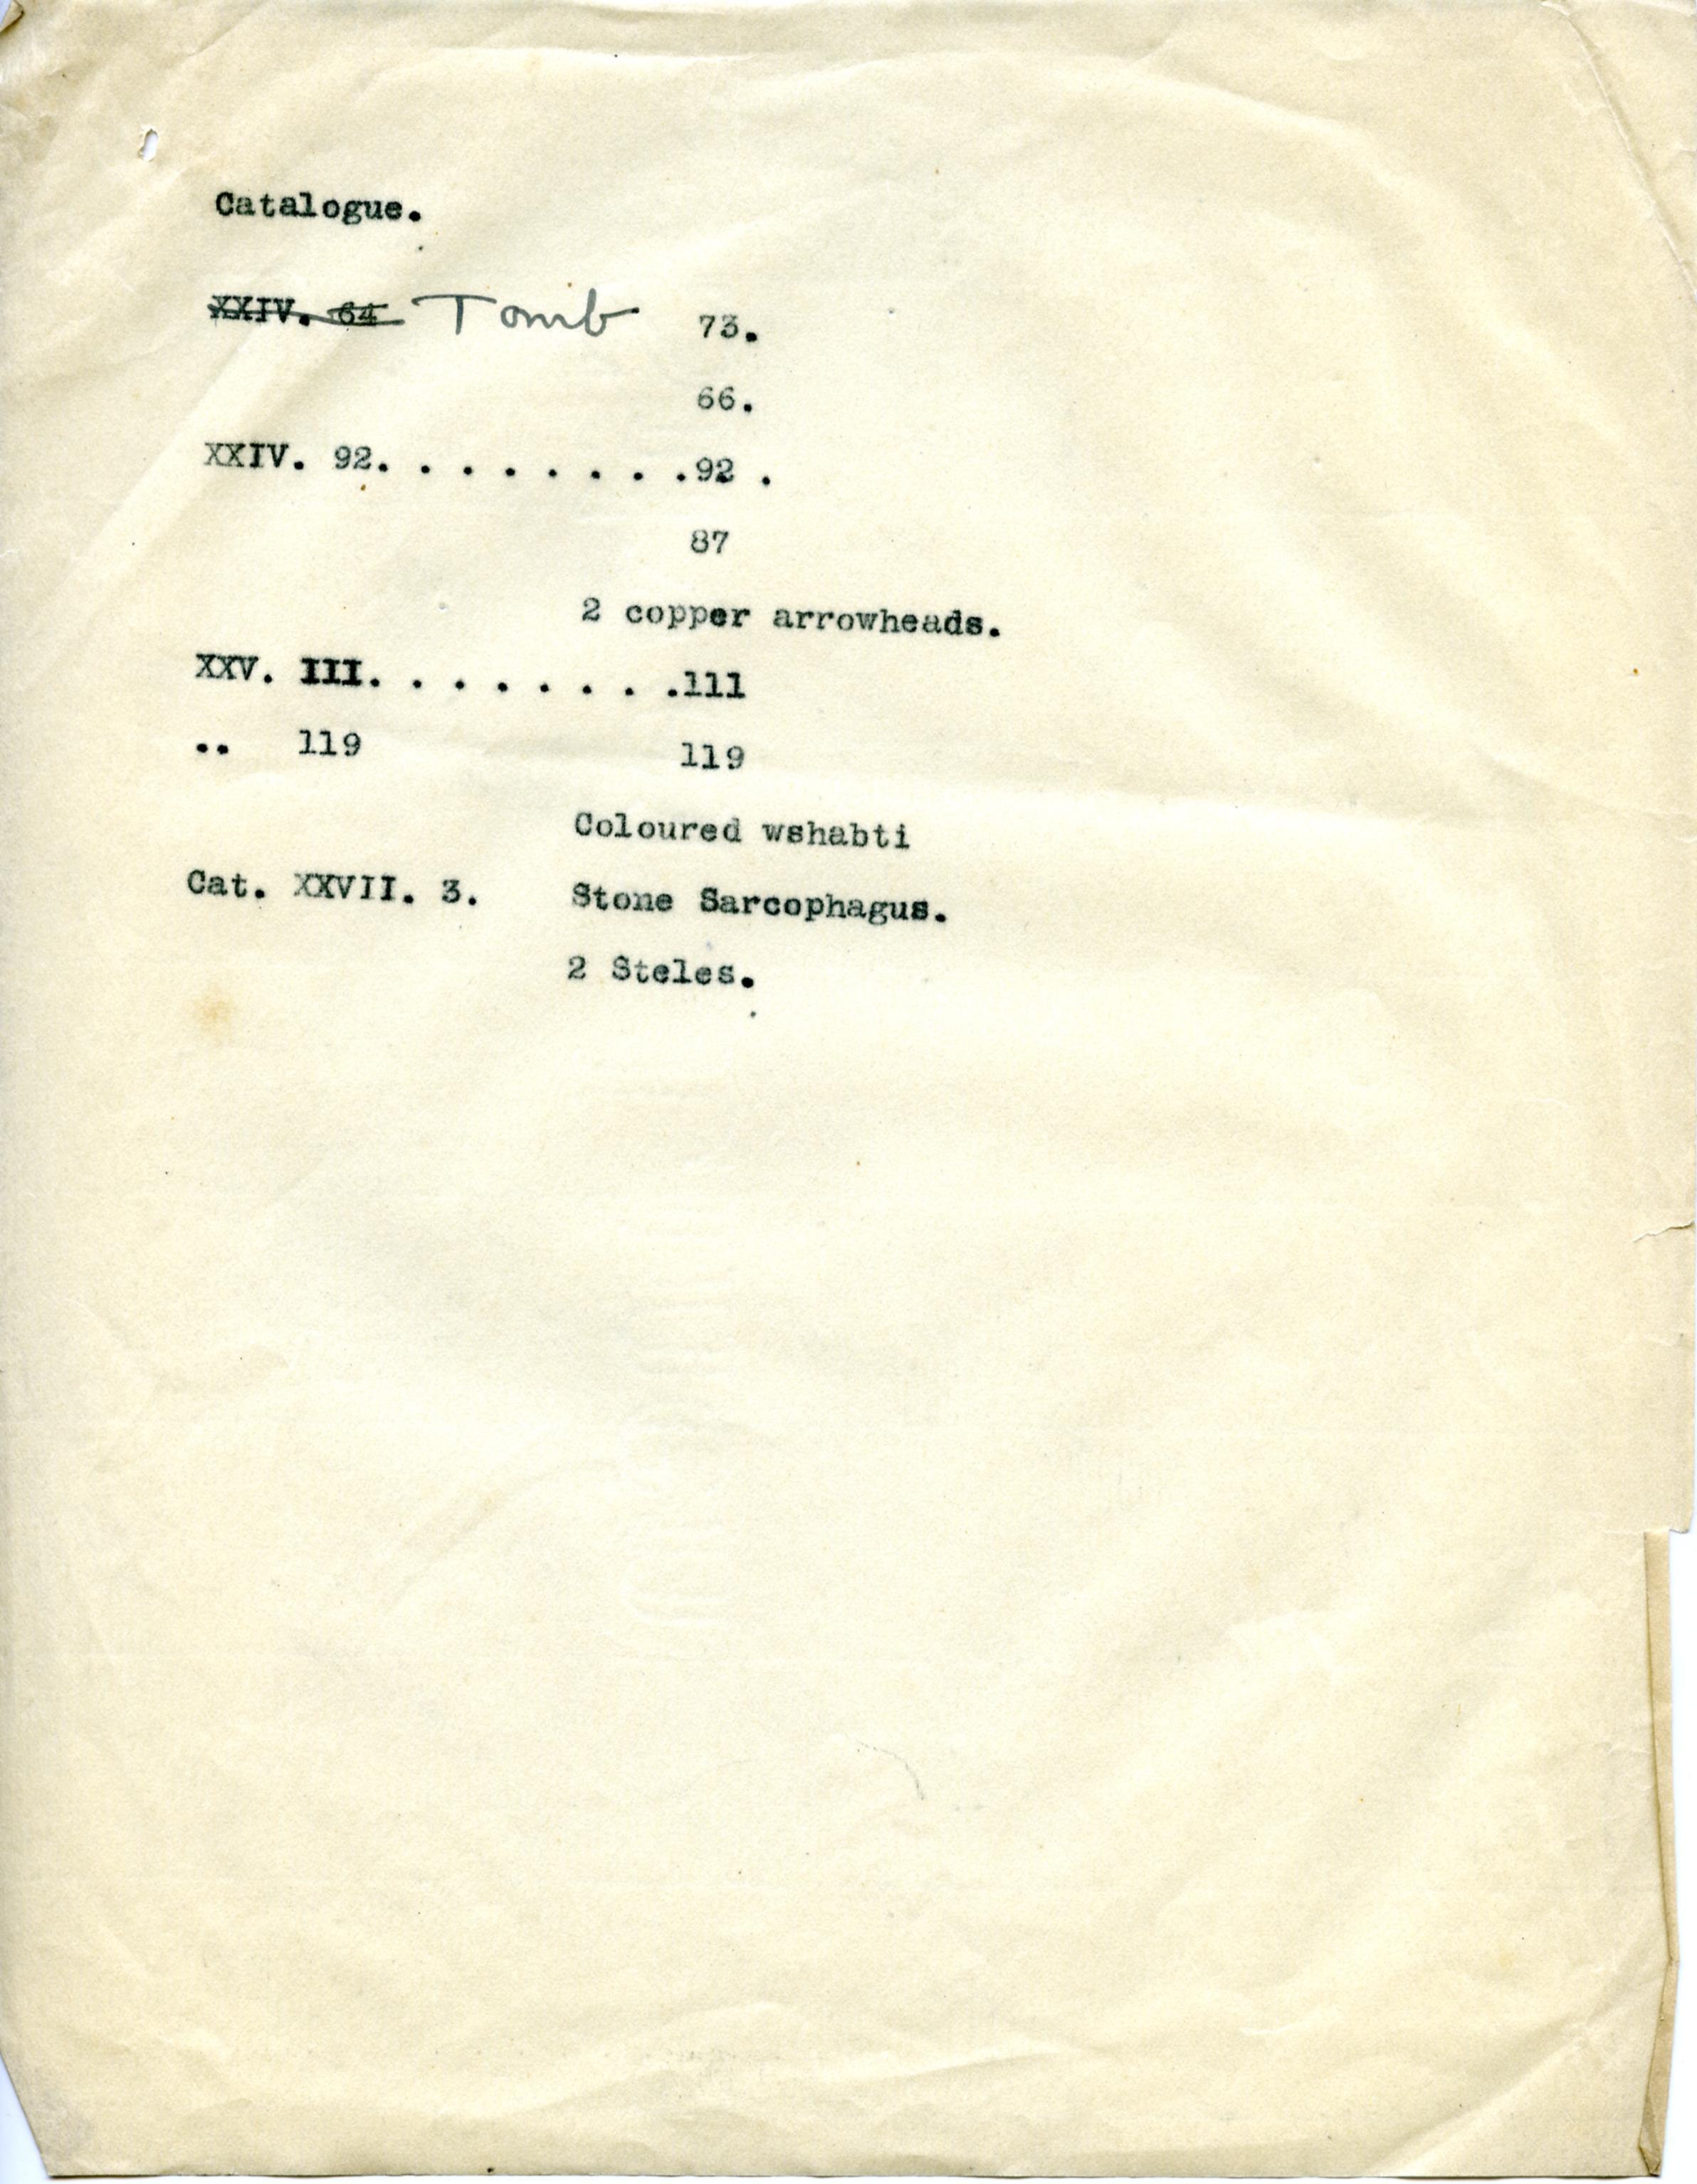 Catalogue.
XXIV. 64 Tomb 73.
66.
XXIV. 92. . . . . . . . .92 .
87
2 copper arrowheads.
XXV. III. . . . . . . . .111
.. 119 119
Coloured wshabti
Cat. XXVII. 3. Stone Sarcophagus.
2 Steles.